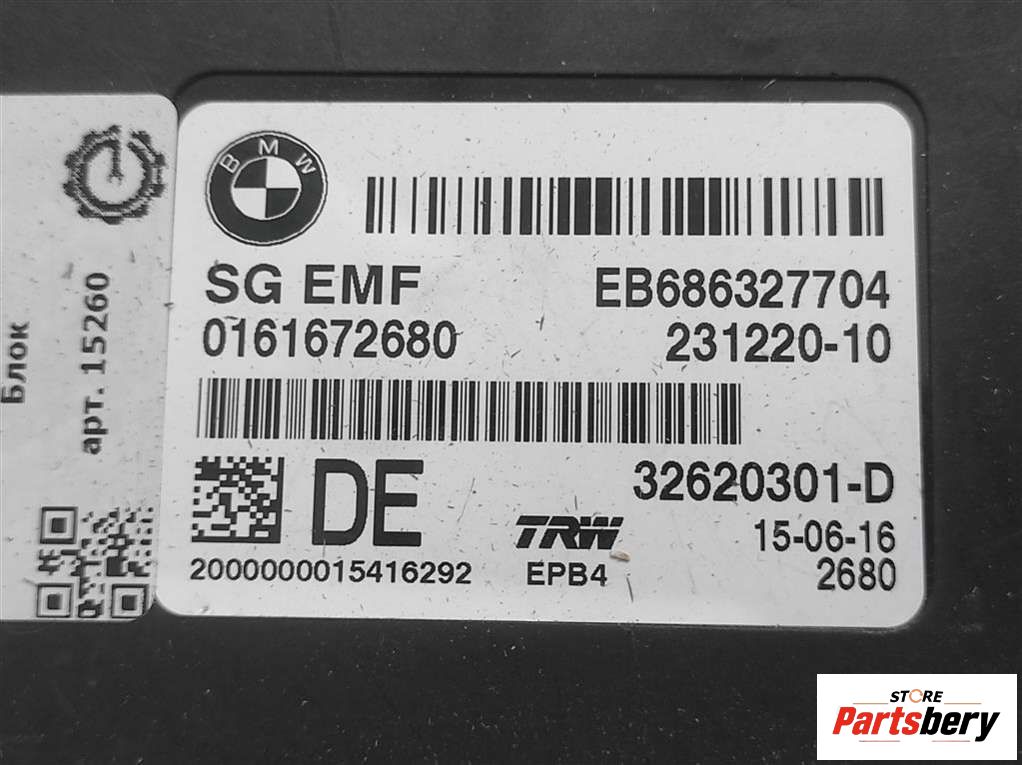 Блок
арт. 15260
BMW
SG EMF
EB686327704
0161672680
231220-10
DE
32620301-D
TRW
15-06-16
2000000015416292
EPB4
2680
STORE
Partsbery